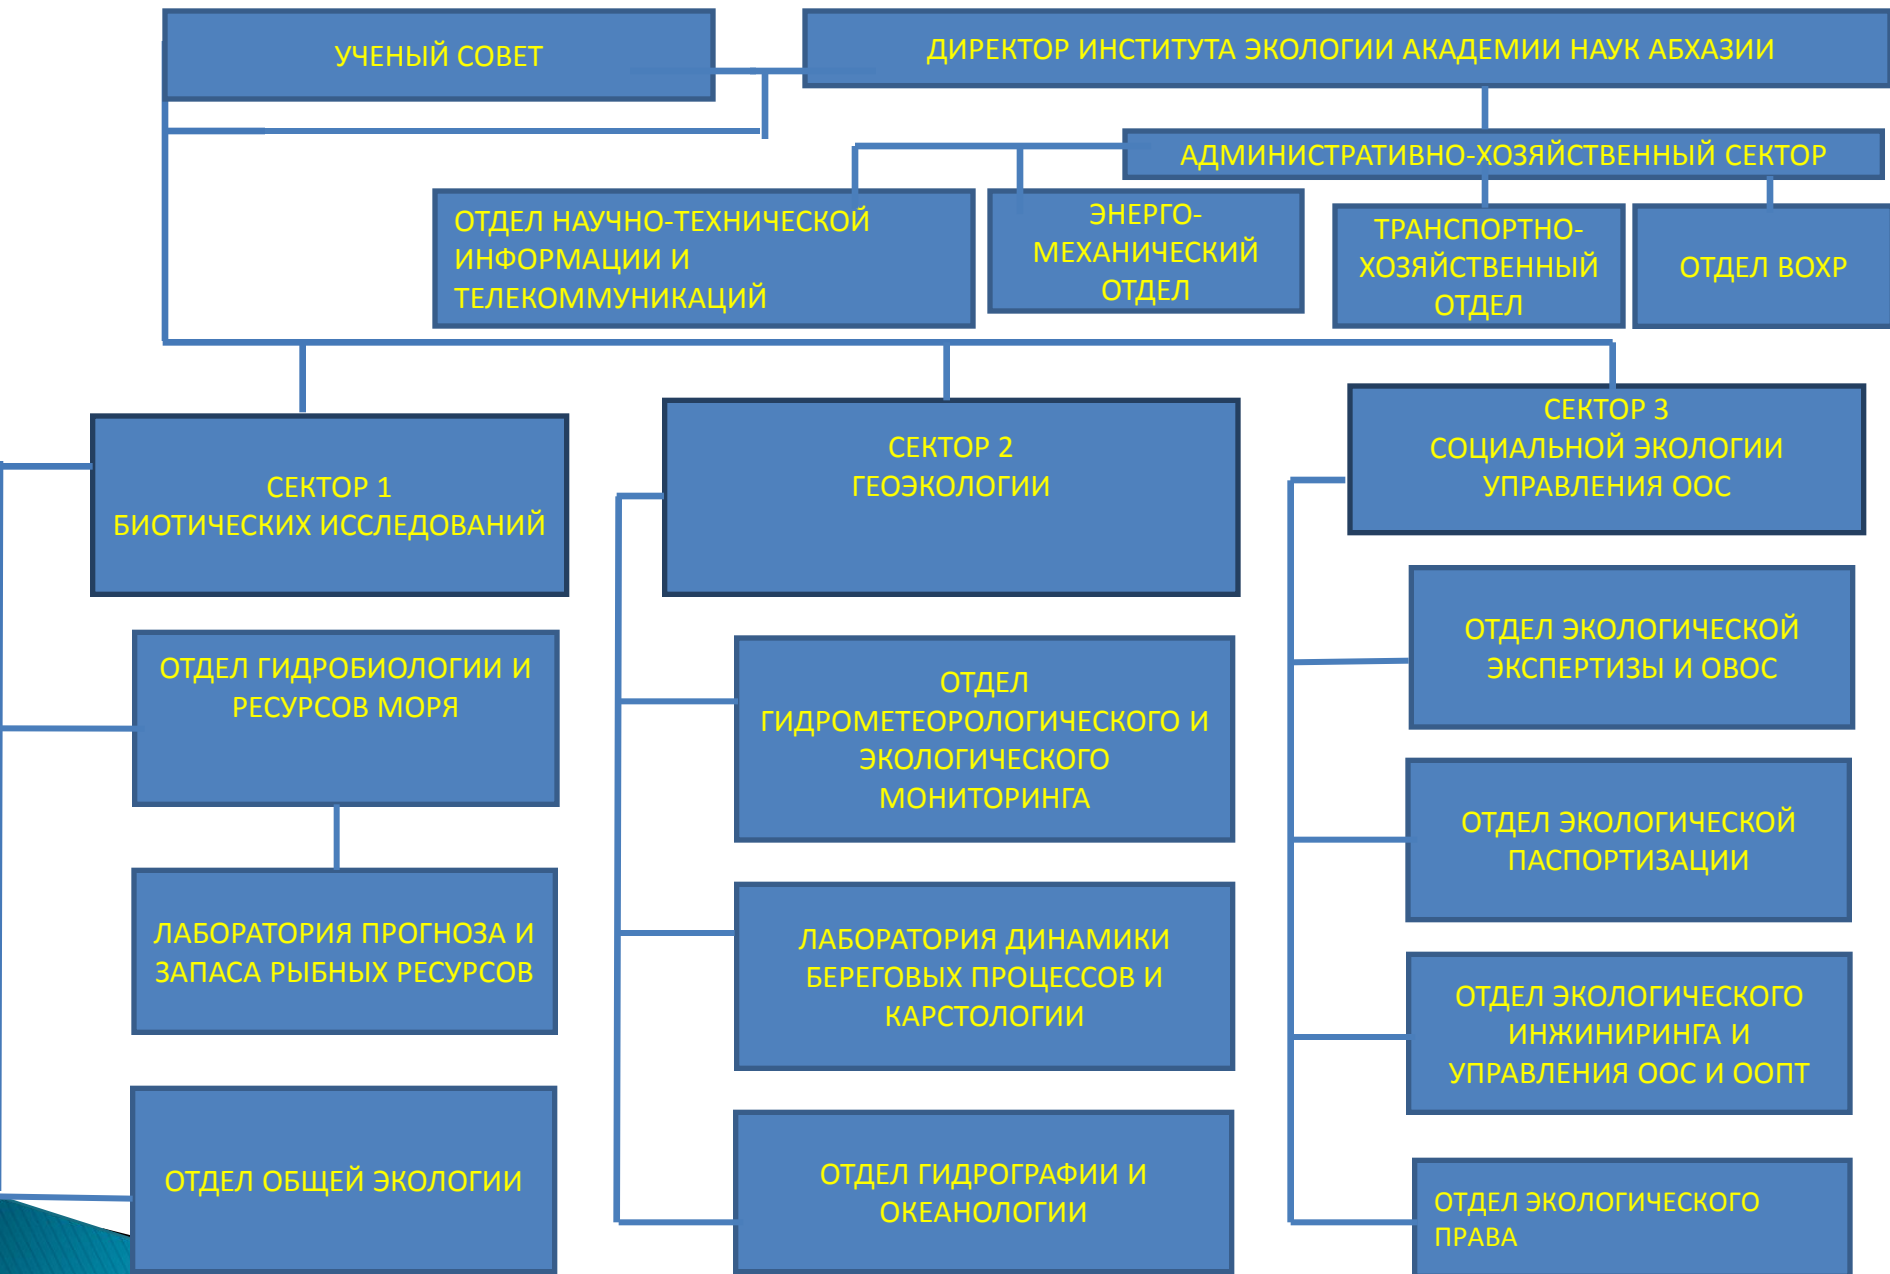 УЧЕНЫЙ СОВЕТ
ДИРЕКТОР ИНСТИТУТА ЭКОЛОГИИ АКАДЕМИИ НАУК АБХАЗИИ
АДМИНИСТРАТИВНО-ХОЗЯЙСТВЕННЫЙ СЕКТОР
ОТДЕЛ НАУЧНО-ТЕХНИЧЕСКОЙ
ИНФОРМАЦИИ И
ТЕЛЕКОММУНИКАЦИЙ
ЭНЕРГО-
МЕХАНИЧЕСКИЙ
ОТДЕЛ
ТРАНСПОРТНО-
ХОЗЯЙСТВЕННЫЙ
ОТДЕЛ
ОТДЕЛ ВОХР
СЕКТОР 1
БИОТИЧЕСКИХ ИССЛЕДОВАНИЙ
СЕКТОР 2
ГЕОЭКОЛОГИИ
СЕКТОР 3
СОЦИАЛЬНОЙ ЭКОЛОГИИ
УПРАВЛЕНИЯ ООС
ОТДЕЛ ГИДРОБИОЛОГИИ И
РЕСУРСОВ МОРЯ
ЛАБОРАТОРИЯ ПРОГНОЗА И
ЗАПАСА РЫБНЫХ РЕСУРСОВ
ОТДЕЛ ОБЩЕЙ ЭКОЛОГИИ
ОТДЕЛ
ГИДРОМЕТЕОРОЛОГИЧЕСКОГО И
ЭКОЛОГИЧЕСКОГО
МОНИТОРИНГА
ЛАБОРАТОРИЯ ДИНАМИКИ
БЕРЕГОВЫХ ПРОЦЕССОВ И
КАРСТОЛОГИИ
ОТДЕЛ ГИДРОГРАФИИ И
ОКЕАНОЛОГИИ
ОТДЕЛ ЭКОЛОГИЧЕСКОЙ
ЭКСПЕРТИЗЫ И ОВОС
ОТДЕЛ ЭКОЛОГИЧЕСКОЙ
ПАСПОРТИЗАЦИИ
ОТДЕЛ ЭКОЛОГИЧЕСКОГО
ИНЖИНИРИНГА И
УПРАВЛЕНИЯ ООС И ООПТ
ОТДЕЛ ЭКОЛОГИЧЕСКОГО
ПРАВА